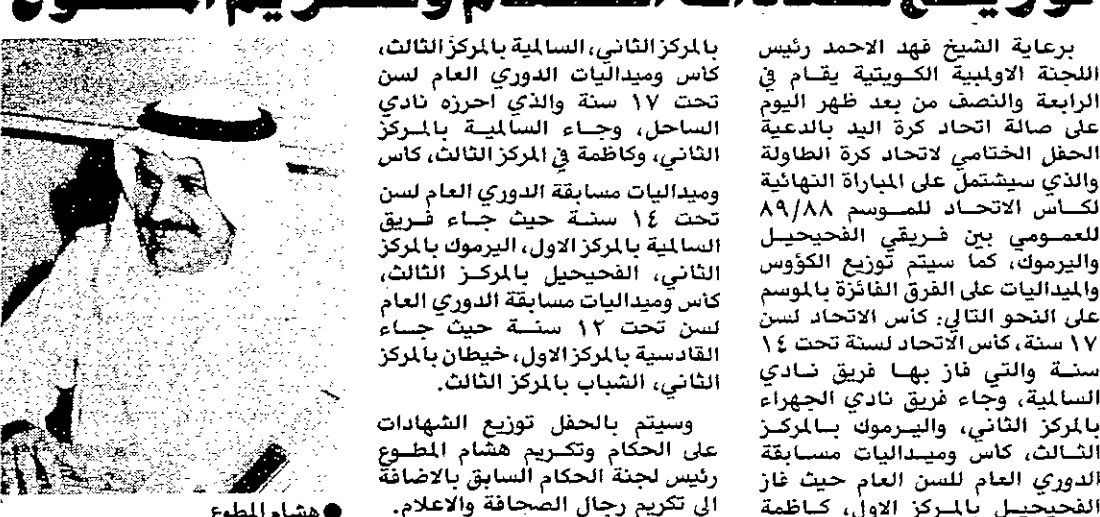 برعاية الشيخ فهد الاحمد رئيس
اللجنة الاولمبية الكويتية يقام في
الرابعة والنصف من بعد ظهر اليوم
على صالة اتحاد كرة اليد بالدعية
الحفل الختامي لاتحاد كرة الطاولة
والذي سيشتمل على المباراة النهائية
لكاس الاتحاد للموسم ٨٩/٨٨
للعمومي بين فريقي الفحيحيل
واليرموك، كما سيتم توزيع الكؤوس
والميداليات على الفرق الفائزة بالموسم
على النحو التالي: كأس الاتحاد لسن
١٧ سنة، كأس الاتحاد لسنة تحت ١٤
سنة والتي فاز بها فريق نادي
السالمية، وجاء فريق نادي الجهراء
بالمركز الثاني، واليرموك بالمركز
الثالث، كاس وميداليات مسابقة
الدوري العام للسن العام حيث فاز
الفحيحيل بالمركز الاول، كاظمة
بالمركز الثاني، السالمية بالمركز الثالث،
كاس وميداليات الدوري العام لسن
تحت ١٧ سنة والذي احرزه نادي
الساحل، وجاء السالمية بالمركز
الثاني، وكاظمة في المركز الثالث، كاس
وميداليات مسابقة الدوري العام لسن
تحت ١٤ سنة حيث جاء فريق
السالمية بالمركز الاول، اليرموك بالمركز
الثاني، الفحيحيل بالمركز الثالث،
كأس وميداليات مسابقة الدوري العام
لسن تحت ١٢ سنة حيث جاء
القادسية بالمركز الاول، خيطان بالمركز
الثاني، الشباب بالمركز الثالث.
وسيتم بالحفل توزيع الشهادات
على الحكام وتكريم هشام المطوع
رئيس لجنة الحكام السابق بالاضافة
الى تكريم رجال الصحافة والاعلام.
● هشام المطوع